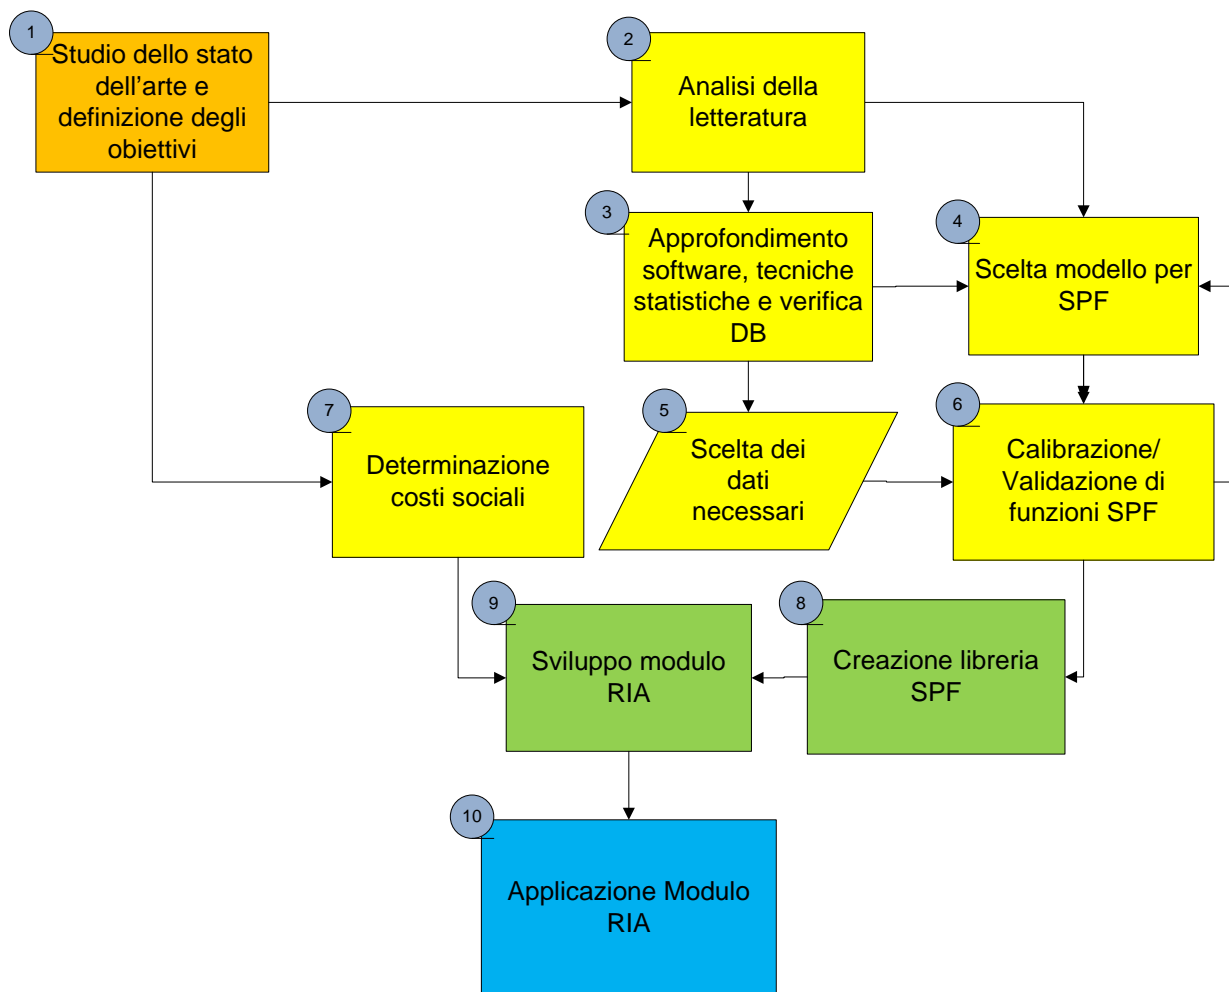 1
Studio dello stato
dell'arte e
definizione degli
obiettivi
2
Analisi della
letteratura
3
Approfondimento
software, tecniche
statistiche e verifica
DB
4
Scelta modello per
SPF
7
Determinazione
costi sociali
5
Scelta dei
dati
necessari
6
Calibrazione/
Validazione di
funzioni SPF
9
Sviluppo modulo
RIA
8
Creazione libreria
SPF
10
Applicazione Modulo
RIA